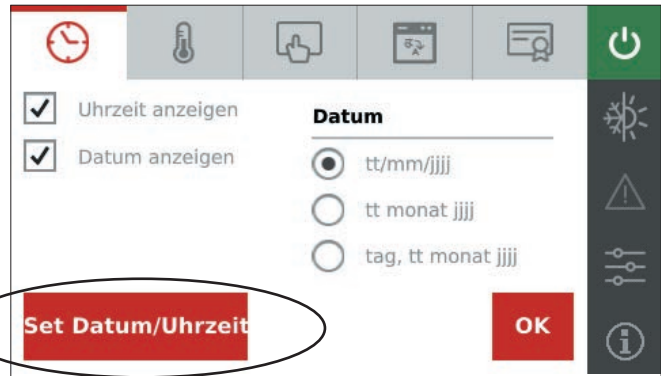 Uhrzeit anzeigen
Datum anzeigen
Datum
tt/mm/jjjj
tt monat jjjj
tag, tt monat jjjj
Set Datum/Uhrzeit
OK